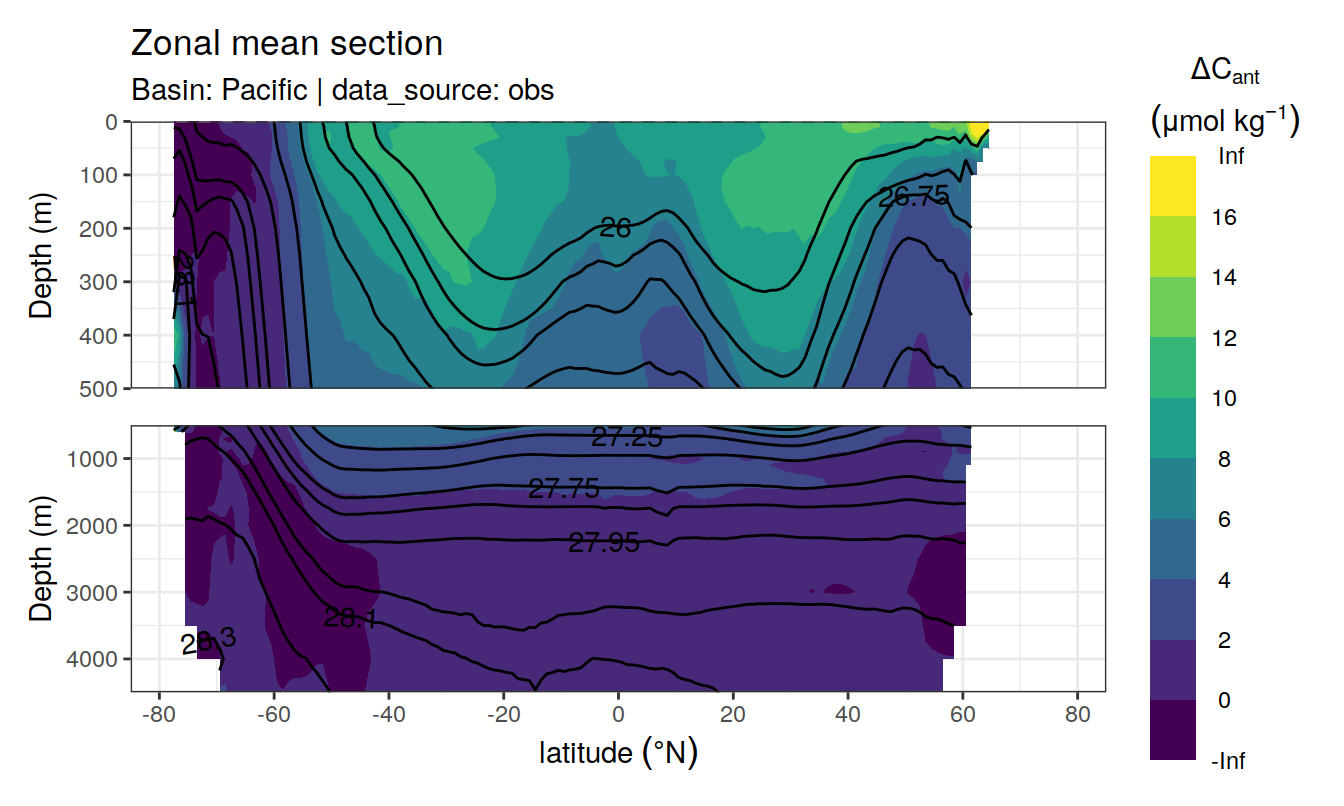 Zonal mean section
Basin: Pacific | data_source: obs
ΔCant
(μmol kg⁻¹)
Inf
16
14
12
10
8
6
4
2
0
-Inf
Depth (m)
0
100
200
300
400
500
26
26.75
28.1
Depth (m)
1000
2000
3000
4000
27.25
27.75
27.95
28.1
28.3
-80 -60 -40 -20 0 20 40 60 80
latitude (°N)